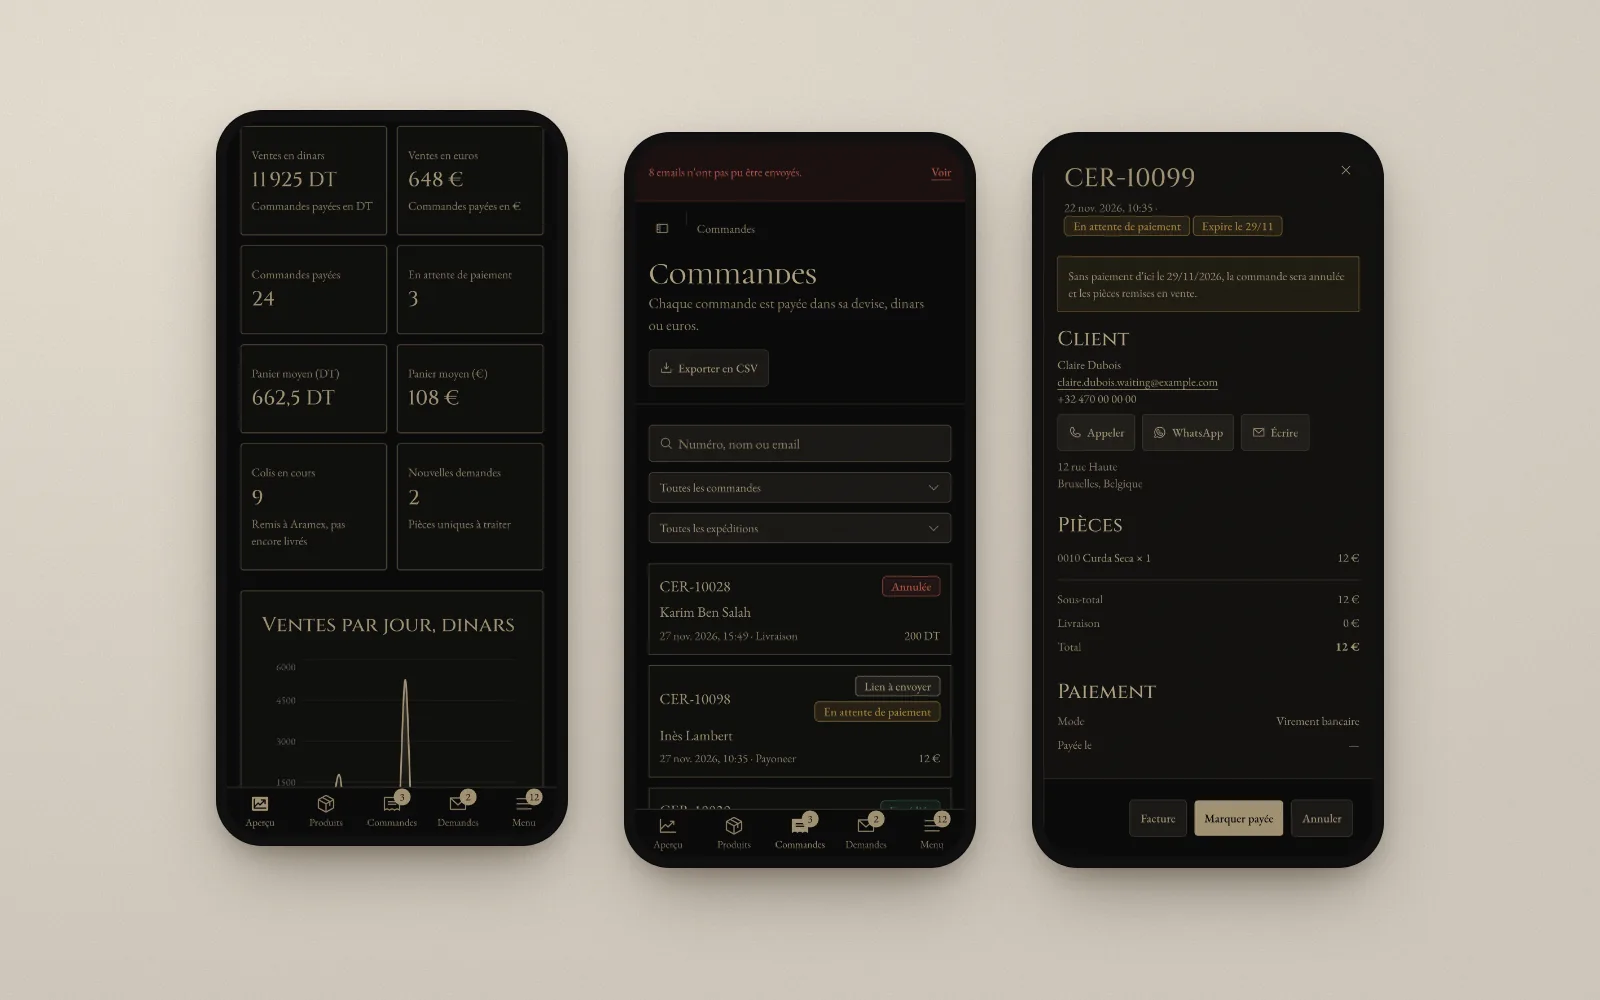 Ventes en dinars
11 925 DT
Commandes payées en DT
Ventes en euros
648 €
Commandes payées en €
Commandes payées
24
En attente de paiement
3
Panier moyen (DT)
662,5 DT
Panier moyen (€)
108 €
Colis en cours
9
Remis à Aramex, pas
encore livrés
Nouvelles demandes
2
Pièces uniques à traiter
Ventes par jour, dinars
6000
4500
3000
1500
3
2
12
Aperçu
Produits
Commandes
Demandes
Menu
8 emails n'ont pas pu être envoyés.
Voir
Commandes
Commandes
Chaque commande est payée dans sa devise, dinars
ou euros.
Exporter en CSV
Numéro, nom ou email
Toutes les commandes
Toutes les expéditions
CER-10028
Annulée
Karim Ben Salah
27 nov. 2026, 15:49 · Livraison
200 DT
Lien à envoyer
CER-10098
En attente de paiement
Inès Lambert
27 nov. 2026, 10:35 · Payoneer
12 €
3
2
12
Aperçu
Produits
Commandes
Demandes
Menu
CER-10099
22 nov. 2026, 10:35 ·
En attente de paiement
Expire le 29/11
Sans paiement d'ici le 29/11/2026, la commande sera annulée
et les pièces remises en vente.
Client
Claire Dubois
claire.dubois.waiting@example.com
+32 470 00 00 00
Appeler
WhatsApp
Écrire
12 rue Haute
Bruxelles, Belgique
Pièces
0010 Curda Seca × 1
12 €
Sous-total
12 €
Livraison
0 €
Total
12 €
Paiement
Mode
Virement bancaire
Payée le
—
Facture
Marquer payée
Annuler